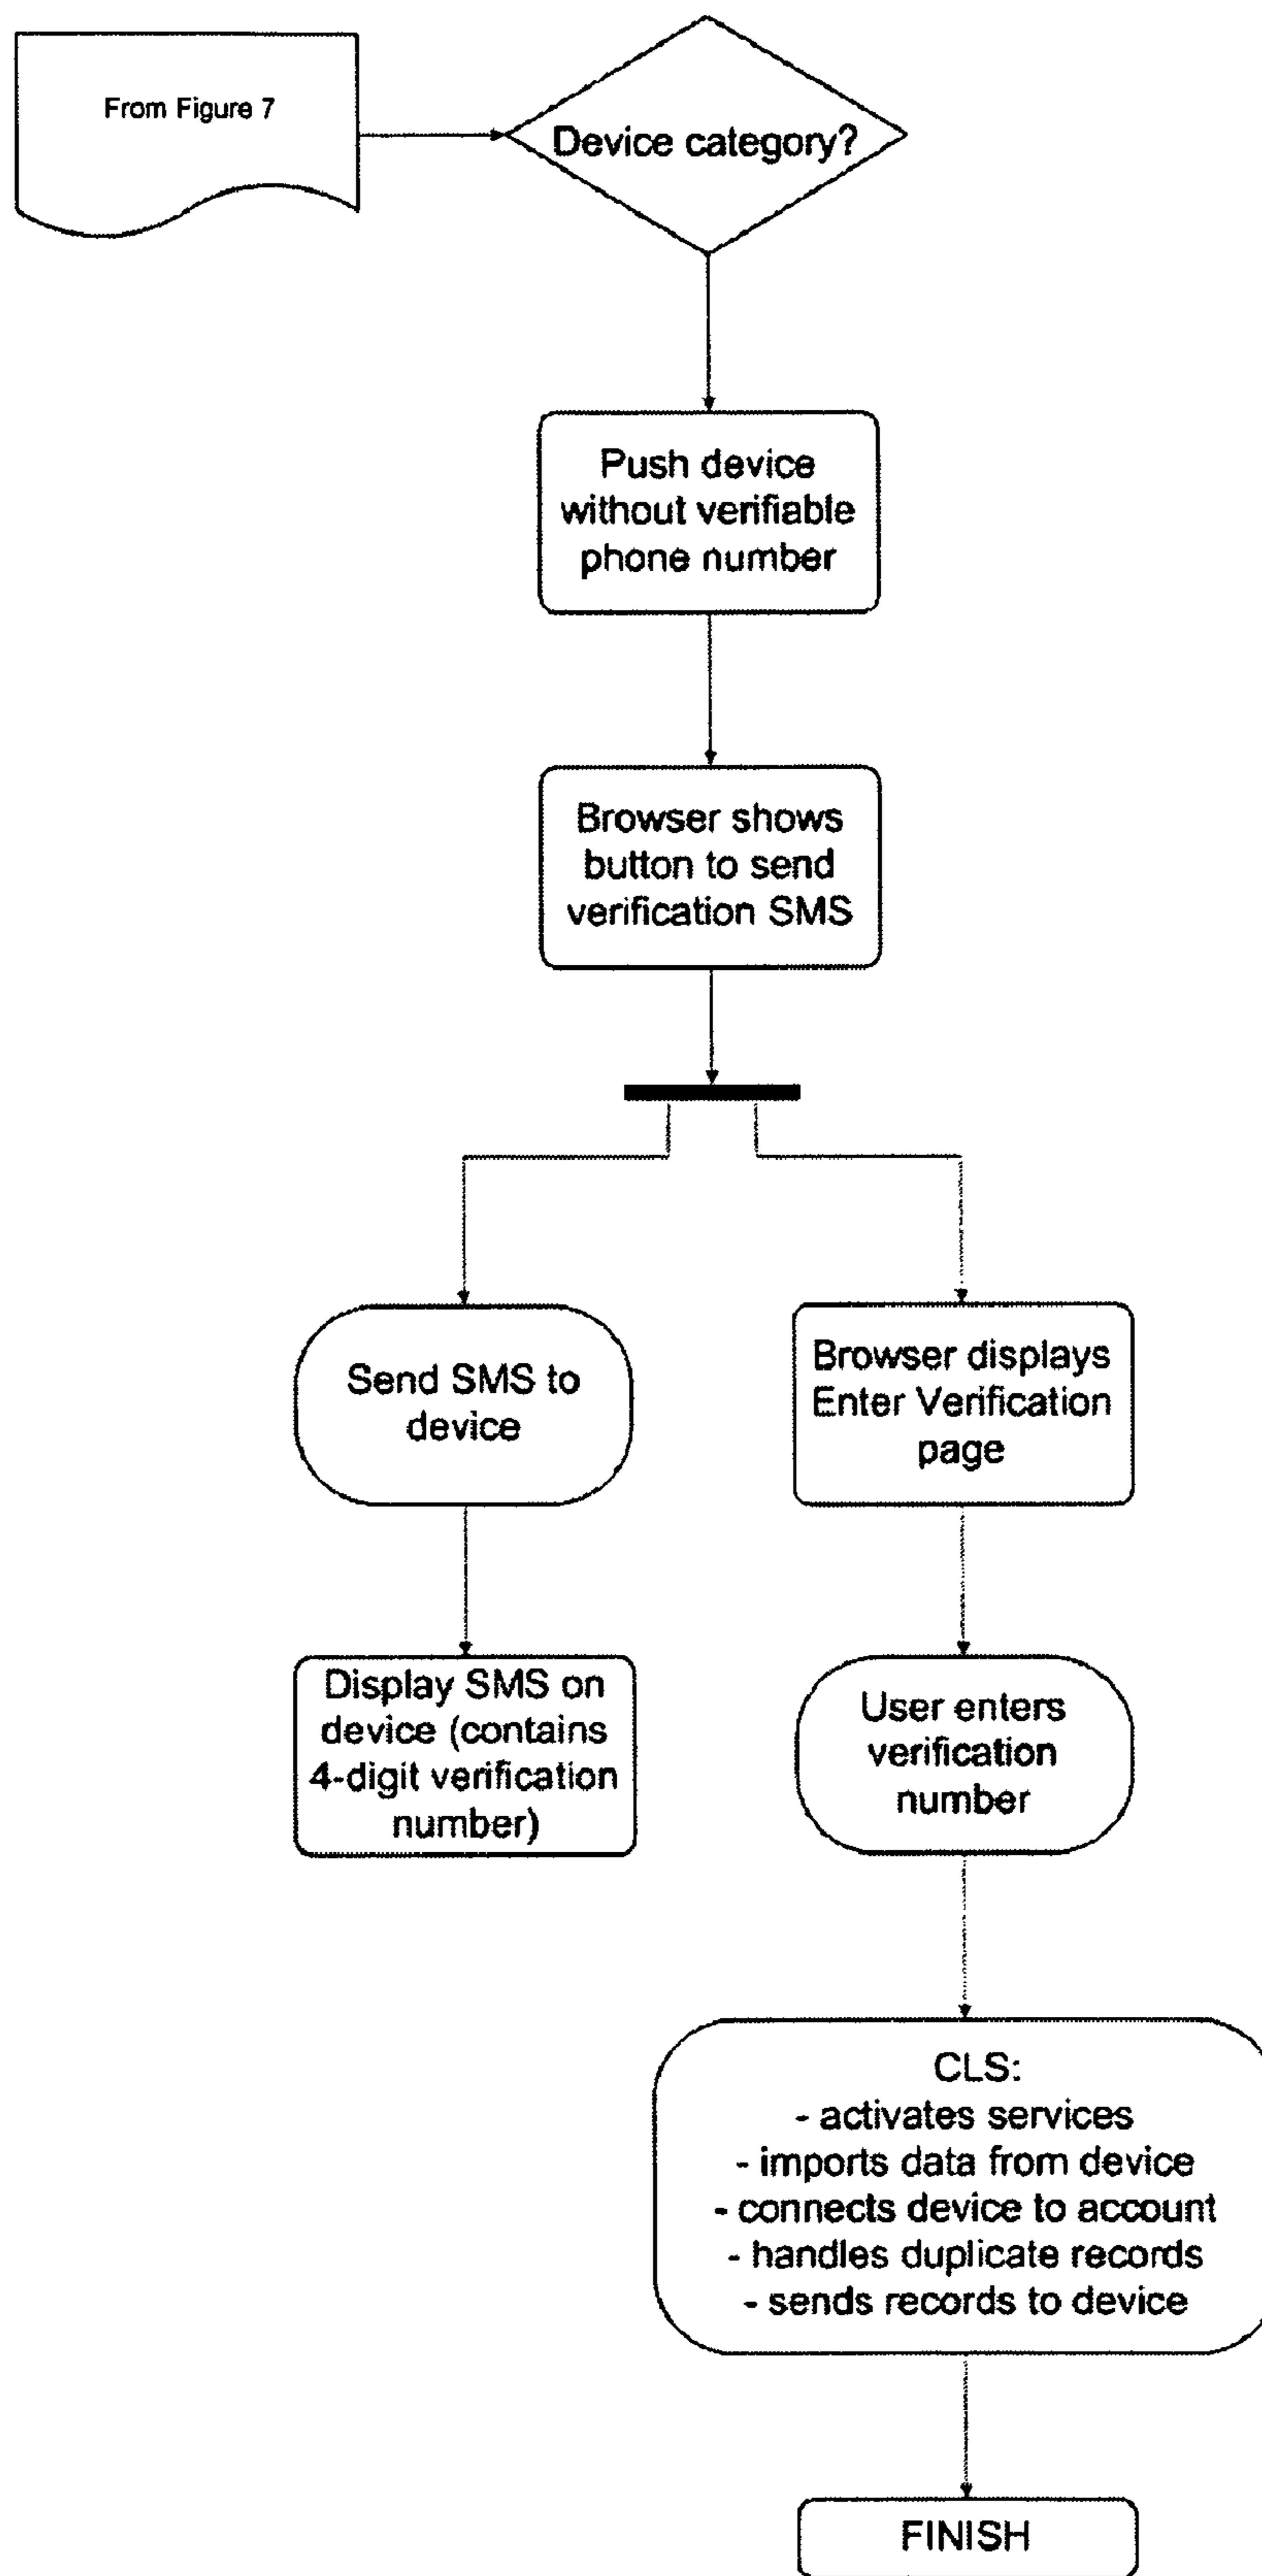 From Figure 7
Device category?
Push device
without verifiable
phone number
Browser shows
button to send
verification SMS
Send SMS to
device
Browser displays
Enter Verification
page
Display SMS on
device (contains
4-digit verification
number)
User enters
verification
number
CLS:
- activates services
- imports data from device
- connects device to account
- handles duplicate records
- sends records to device
FINISH